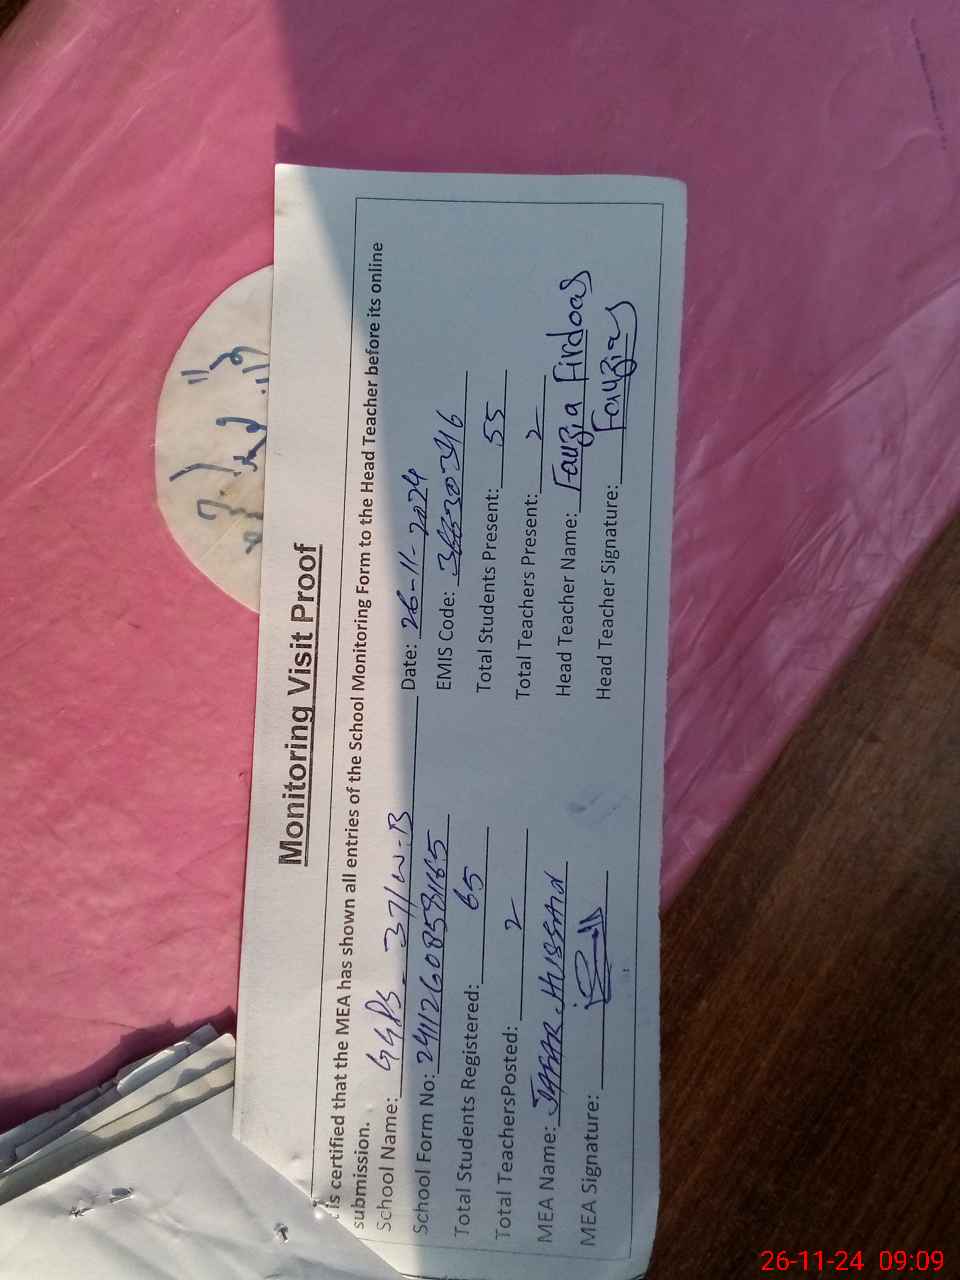 Monitoring Visit Proof
is certified that the MEA has shown all entries of the School Monitoring Form to the Head Teacher before its online
submission.
School Name: GGPS - 37/W.B Date: 26-11-2024
School Form No: EMIS Code:
Total Students Registered: 65 Total Students Present: 55
Total TeachersPosted: 2 Total Teachers Present: 2
MEA Name: HUSSAIN Head Teacher Name: Fauzia Firdoas
MEA Signature: Head Teacher Signature: Fauzia
26-11-24 09:09